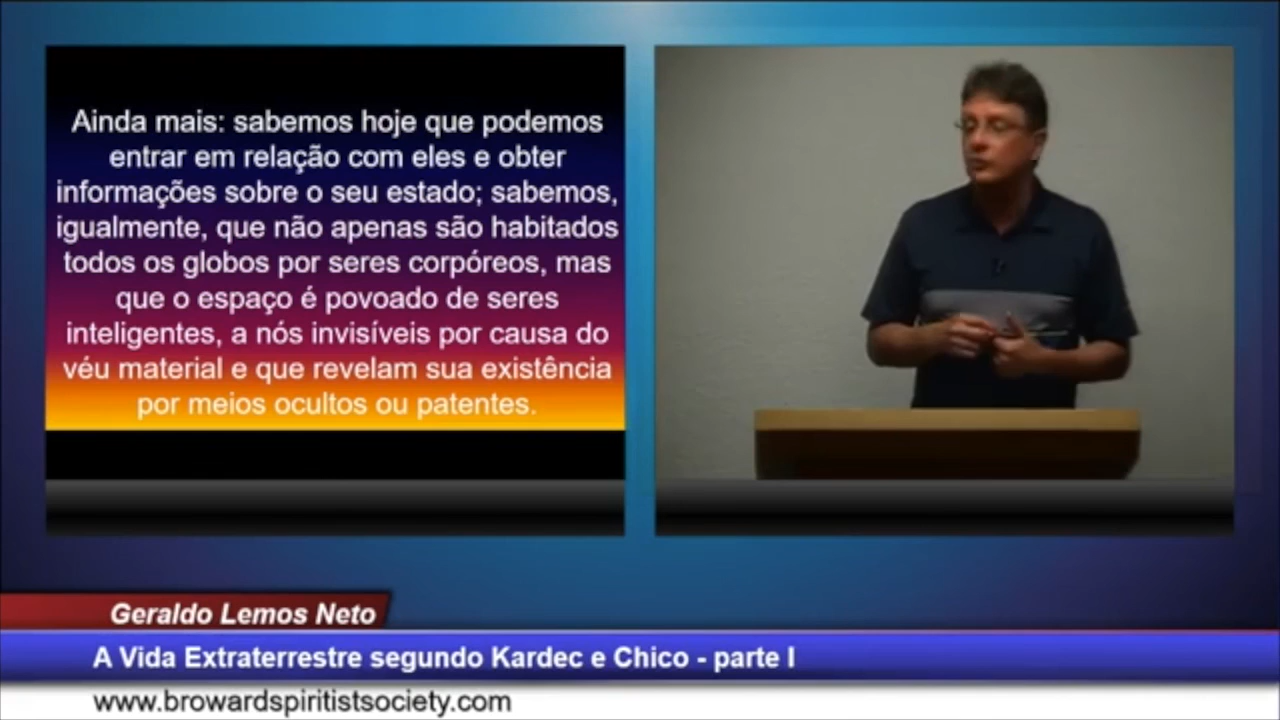 Ainda mais: sabemos hoje que podemos
entrar em relação com eles e obter
informações sobre o seu estado; sabemos,
igualmente, que não apenas são habitados
todos os globos por seres corpóreos, mas
que o espaço é povoado de seres
inteligentes, a nós invisíveis por causa do
véu material e que revelam sua existência
por meios ocultos ou patentes.
Geraldo Lemos Neto
A Vida Extraterrestre segundo Kardec e Chico - parte I
www.browardspiritistsociety.com